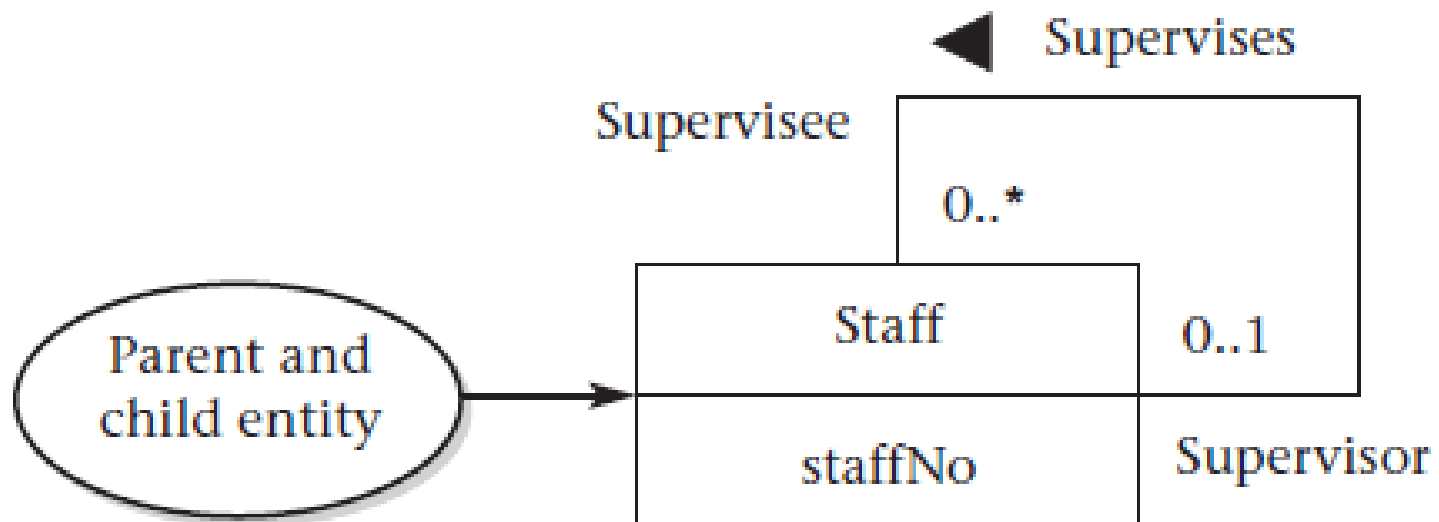 Supervises
Supervisee
0..*
Staff
0..1
Parent and
child entity
staffNo
Supervisor